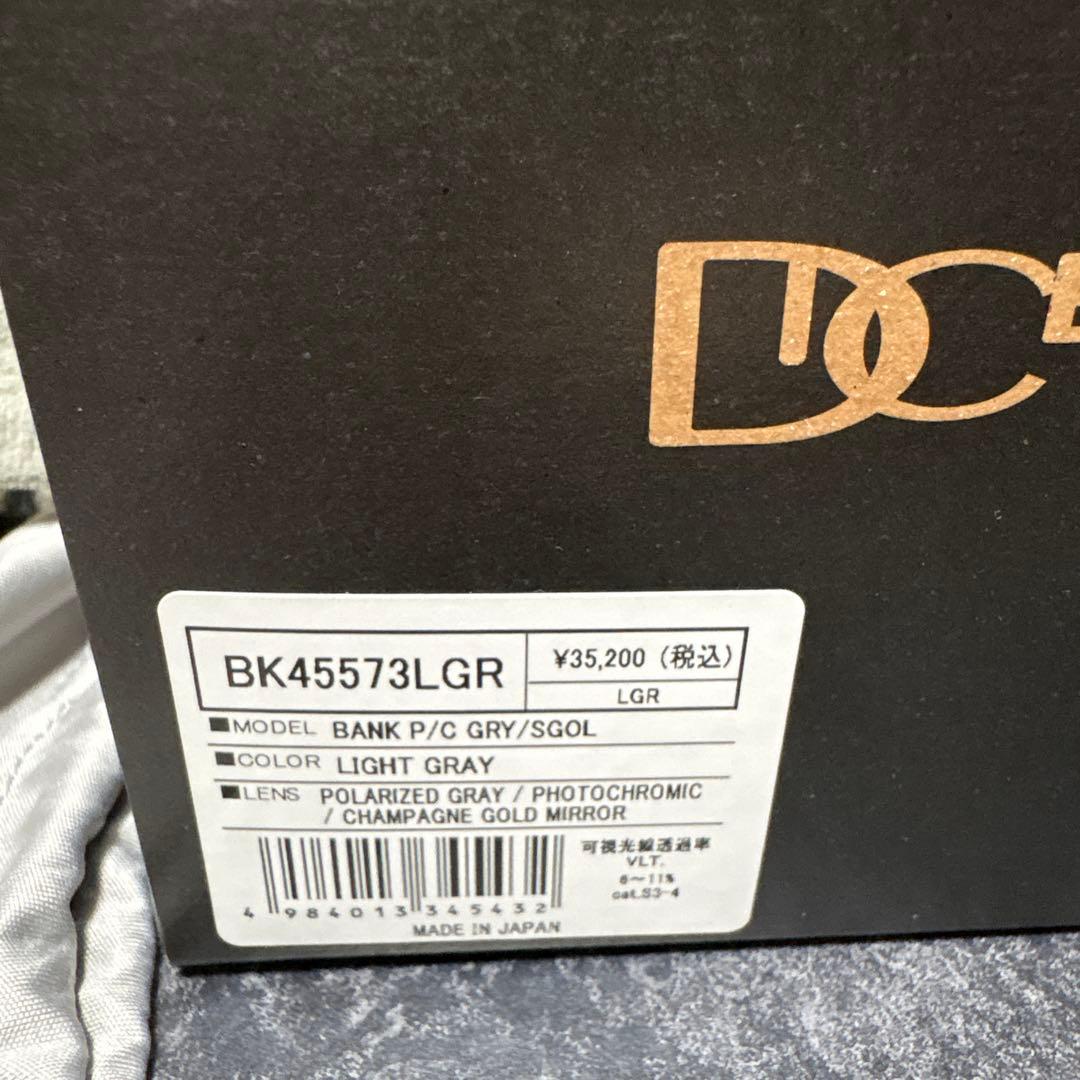 BK45573LGR
¥35,200 (税込)
LGR
■MODEL BANK P/C GRY/SGOL
■COLOR LIGHT GRAY
■LENS POLARIZED GRAY / PHOTOCHROMIC
/ CHAMPAGNE GOLD MIRROR
可視光線透過率
VLT.
6～11%
cat.S3-4
4 984013 345432
MADE IN JAPAN